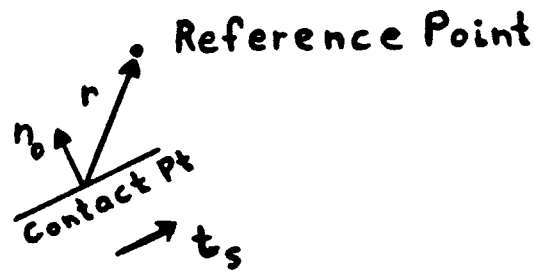 Reference Point
r
n₀
Contact Pt
tₛ